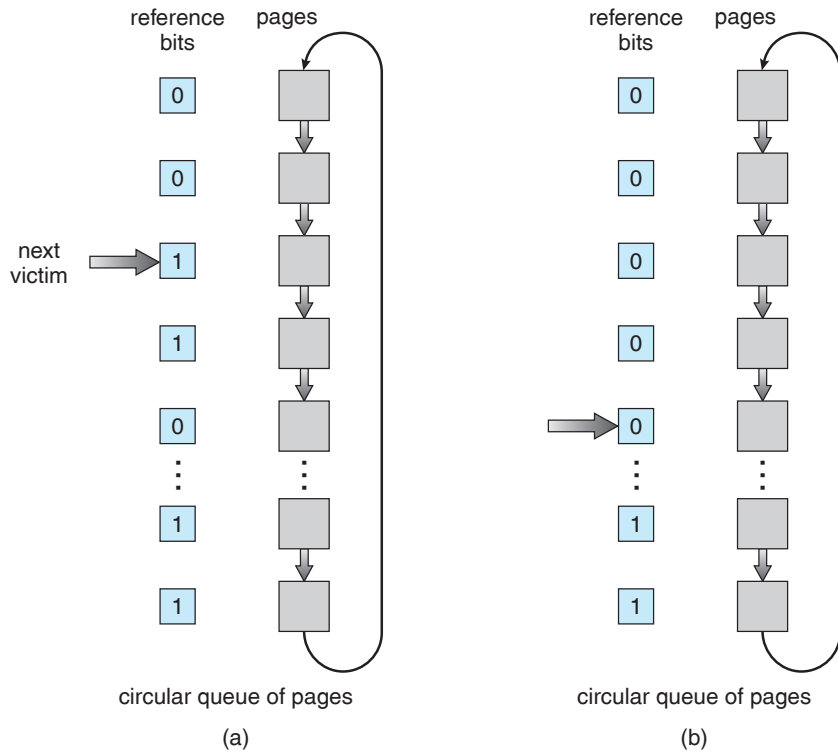 reference
bits
pages
0
0
next
victim
1
1
0
1
1
circular queue of pages
(a)
reference
bits
pages
0
0
0
0
0
1
1
circular queue of pages
(b)